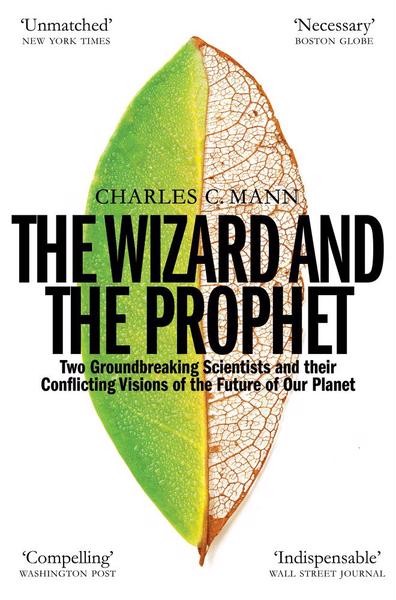 ‘Unmatched’
NEW YORK TIMES
‘Necessary’
BOSTON GLOBE
CHARLES C. MANN
THE WIZARD AND
THE PROPHET
Two Groundbreaking Scientists and their
Conflicting Visions of the Future of Our Planet
‘Compelling’
WASHINGTON POST
‘Indispensable’
WALL STREET JOURNAL